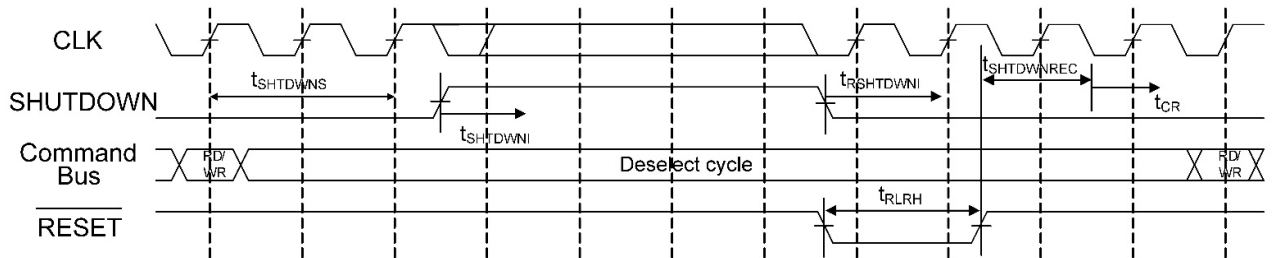 CLK
SHUTDOWN
Command
Bus
RESET
tSHTDWNS
tSHTDWNI
tRSHTDWNI
tSHTDWNREC
tCR
RD/
WR
Deselect cycle
RD/
WR
tRLRH